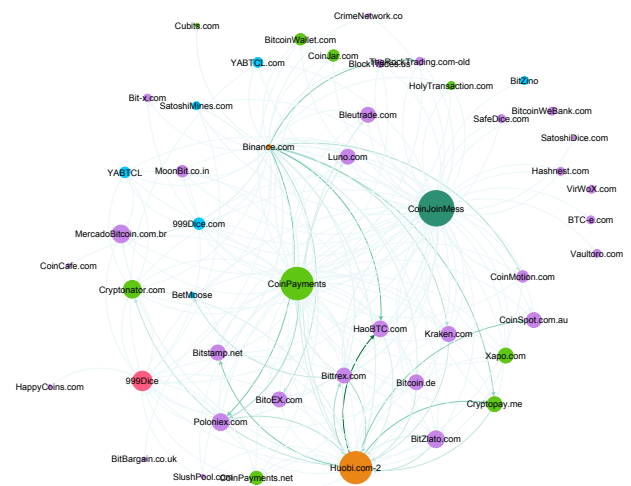 CrimeNetwork.co
Cubits.com
BitcoinWallet.com
CoinJar.com
BlockTrades.us
TheRockTrading.com-old
YABTCL.com
HolyTransaction.com
BitZino
Bit-x.com
SatoshiMines.com
Bleutrade.com
BitcoinWeBank.com
SafeDice.com
SatoshiDice.com
Binance.com
Luno.com
YABTCL
MoonBit.co.in
Hashnest.com
VirWoX.com
CoinJoinMess
999Dice.com
BTC-e.com
MercadoBitcoin.com.br
Vaultoro.com
CoinCafe.com
CoinMotion.com
Cryptonator.com
CoinPayments
BetMoose
CoinSpot.com.au
HaoBTC.com
Kraken.com
Bitstamp.net
Xapo.com
HappyCoins.com
999Dice
Bittrex.com
Bitcoin.de
BitoEX.com
Cryptopay.me
Poloniex.com
BitZlato.com
BitBargain.co.uk
Huobi.com-2
SlushPool.com
CoinPayments.net